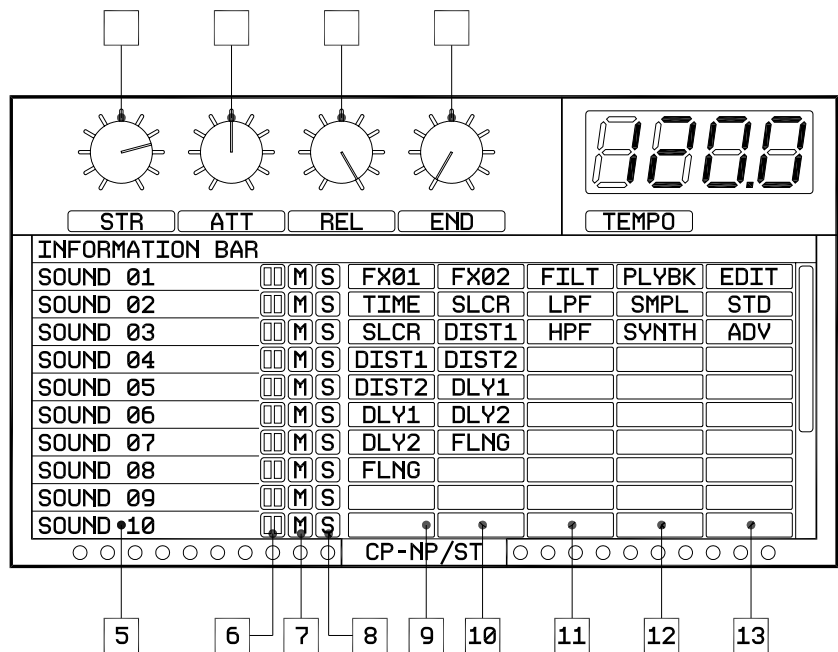 120.0
STR ATT REL END TEMPO
INFORMATION BAR
SOUND 01 M S FX01 FX02 FILT PLYBK EDIT
SOUND 02 M S TIME SLCR LPF SMPL STD
SOUND 03 M S SLCR DIST1 HPF SYNTH ADV
SOUND 04 M S DIST1 DIST2
SOUND 05 M S DIST2 DLY1
SOUND 06 M S DLY1 DLY2
SOUND 07 M S DLY2 FLNG
SOUND 08 M S FLNG
SOUND 09 M S
SOUND 10 M S
CP-NP/ST
5 6 7 8 9 10 11 12 13